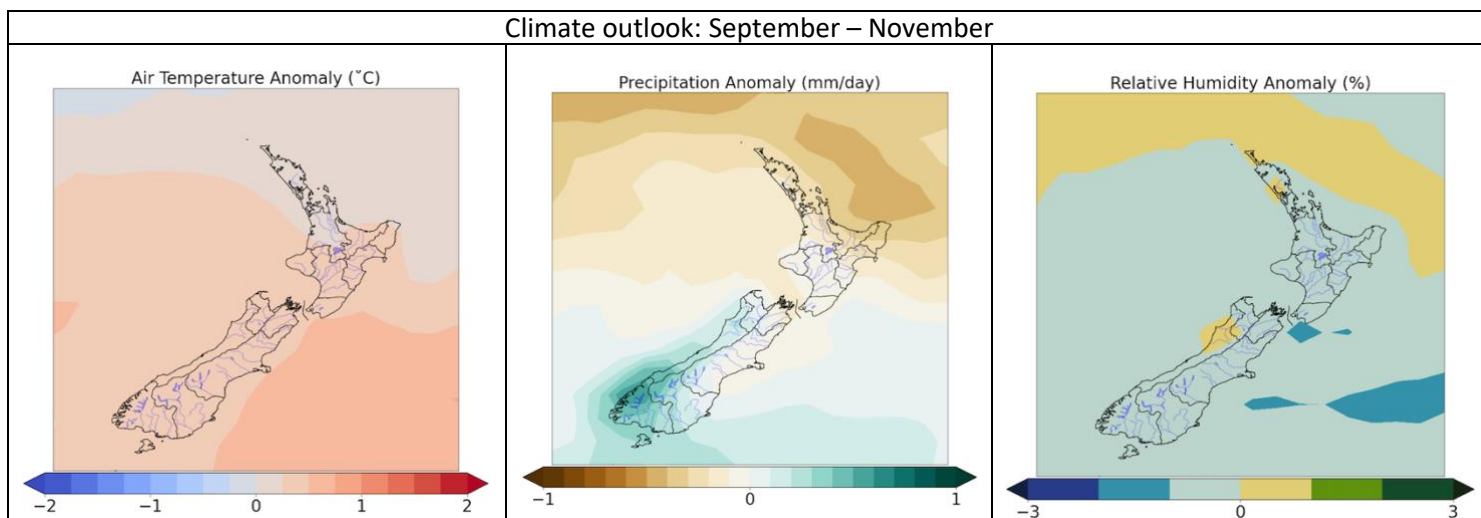 Climate outlook: September – November
Air Temperature Anomaly (˚C)
−2 −1 0 1 2
Precipitation Anomaly (mm/day)
−1 0 1
Relative Humidity Anomaly (%)
−3 0 3